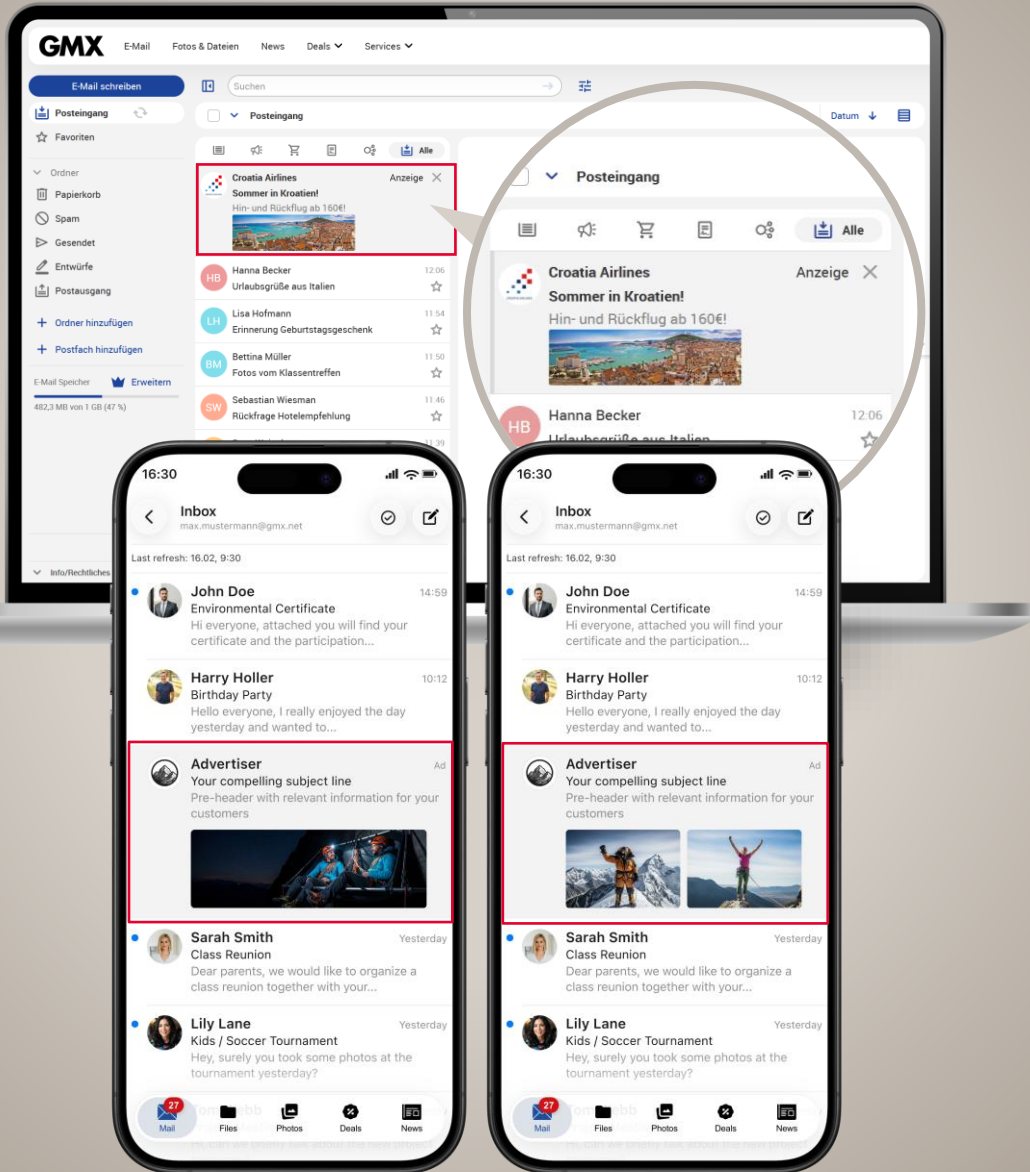 GMX E-Mail Fotos & Dateien News Deals Services
E-Mail schreiben
Suchen
Posteingang
Favoriten
Ordner
Papierkorb
Spam
Gesendet
Entwürfe
Postausgang
Ordner hinzufügen
Postfach hinzufügen
E-Mail Speicher Erweitern
482,3 MB von 1 GB (47 %)
Info/Rechtliches
Posteingang
Datum
Alle
Croatia Airlines Anzeige
Sommer in Kroatien!
Hin- und Rückflug ab 160€!
HB Hanna Becker 12:06
Urlaubsgrüße aus Italien
LH Lisa Hofmann 11:54
Erinnerung Geburtstagsgeschenk
BM Bettina Müller 11:50
Fotos vom Klassentreffen
SW Sebastian Wiesman 11:46
Rückfrage Hotelempfehlung
11:39
Posteingang
Alle
Croatia Airlines Anzeige
Sommer in Kroatien!
Hin- und Rückflug ab 160€!
HB Hanna Becker 12:06
Urlaubsgrüße aus Italien
16:30
Inbox
max.mustermann@gmx.net
Last refresh: 16.02, 9:30
John Doe 14:59
Environmental Certificate
Hi everyone, attached you will find your
certificate and the participation...
Harry Holler 10:12
Birthday Party
Hello everyone, I really enjoyed the day
yesterday and wanted to...
Advertiser Ad
Your compelling subject line
Pre-header with relevant information for your
customers
Sarah Smith Yesterday
Class Reunion
Dear parents, we would like to organize a
class reunion together with your...
Lily Lane Yesterday
Kids / Soccer Tournament
Hey, surely you took some photos at the
tournament yesterday?
27
Mail Files Photos Deals News
16:30
Inbox
max.mustermann@gmx.net
Last refresh: 16.02, 9:30
John Doe 14:59
Environmental Certificate
Hi everyone, attached you will find your
certificate and the participation...
Harry Holler 10:12
Birthday Party
Hello everyone, I really enjoyed the day
yesterday and wanted to...
Advertiser Ad
Your compelling subject line
Pre-header with relevant information for your
customers
Sarah Smith Yesterday
Class Reunion
Dear parents, we would like to organize a
class reunion together with your...
Lily Lane Yesterday
Kids / Soccer Tournament
Hey, surely you took some photos at the
tournament yesterday?
27
Mail Files Photos Deals News